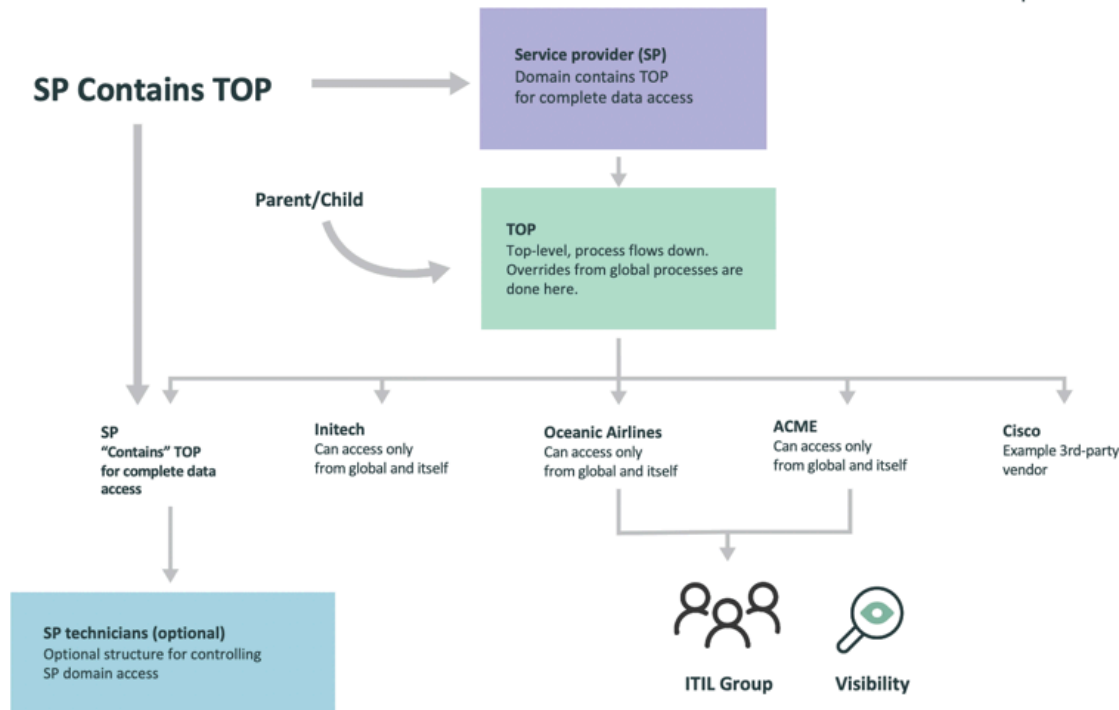 Service provider (SP)
Domain contains TOP
for complete data access
SP Contains TOP
Parent/Child
TOP
Top-level, process flows down.
Overrides from global processes are
done here.
SP
“Contains” TOP
for complete data
access
Initech
Can access only
from global and itself
Oceanic Airlines
Can access only
from global and itself
ACME
Can access only
from global and itself
Cisco
Example 3rd-party
vendor
SP technicians (optional)
Optional structure for controlling
SP domain access
ITIL Group
Visibility